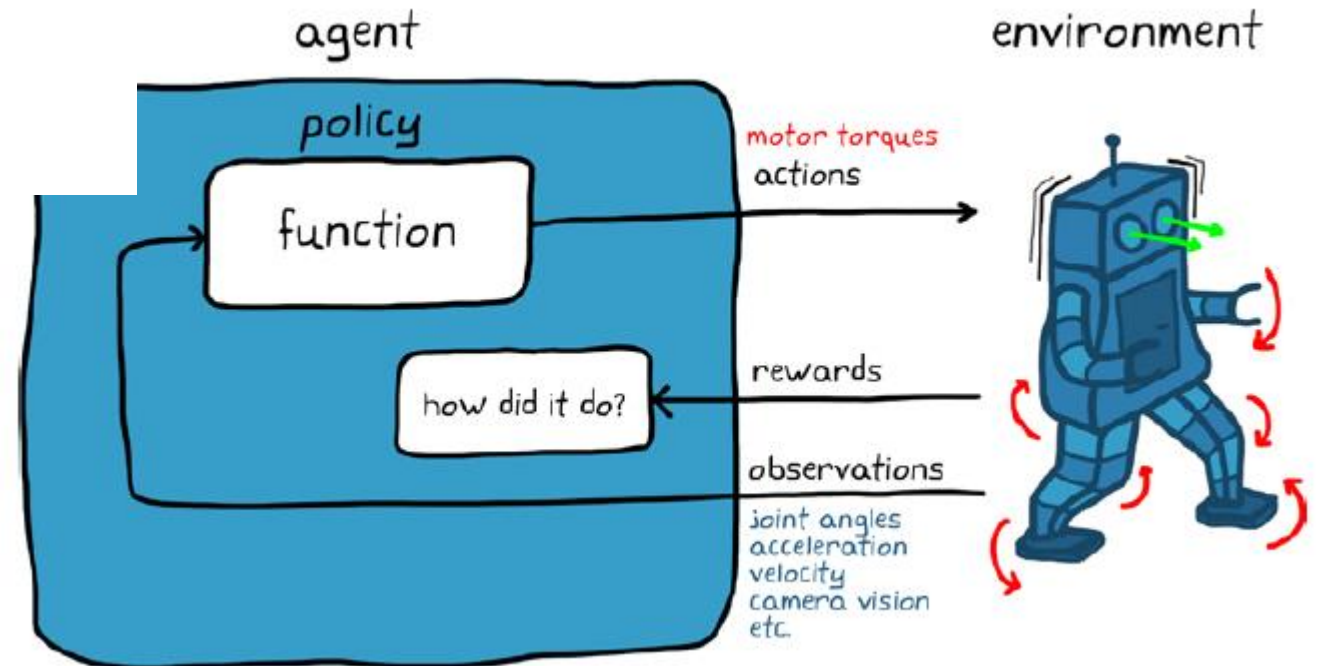 agent
environment
policy
function
motor torques
actions
how did it do?
rewards
observations
joint angles
acceleration
velocity
camera vision
etc.